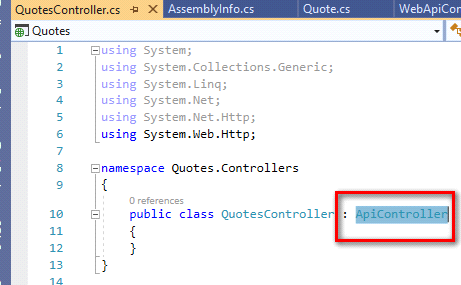 QuotesController.cs AssemblyInfo.cs Quote.cs WebApiCon
Quotes
1 using System;
2 using System.Collections.Generic;
3 using System.Linq;
4 using System.Net;
5 using System.Net.Http;
6 using System.Web.Http;
7
8 namespace Quotes.Controllers
9 {
0 references
10 public class QuotesController : ApiController
11 {
12 }
13 }